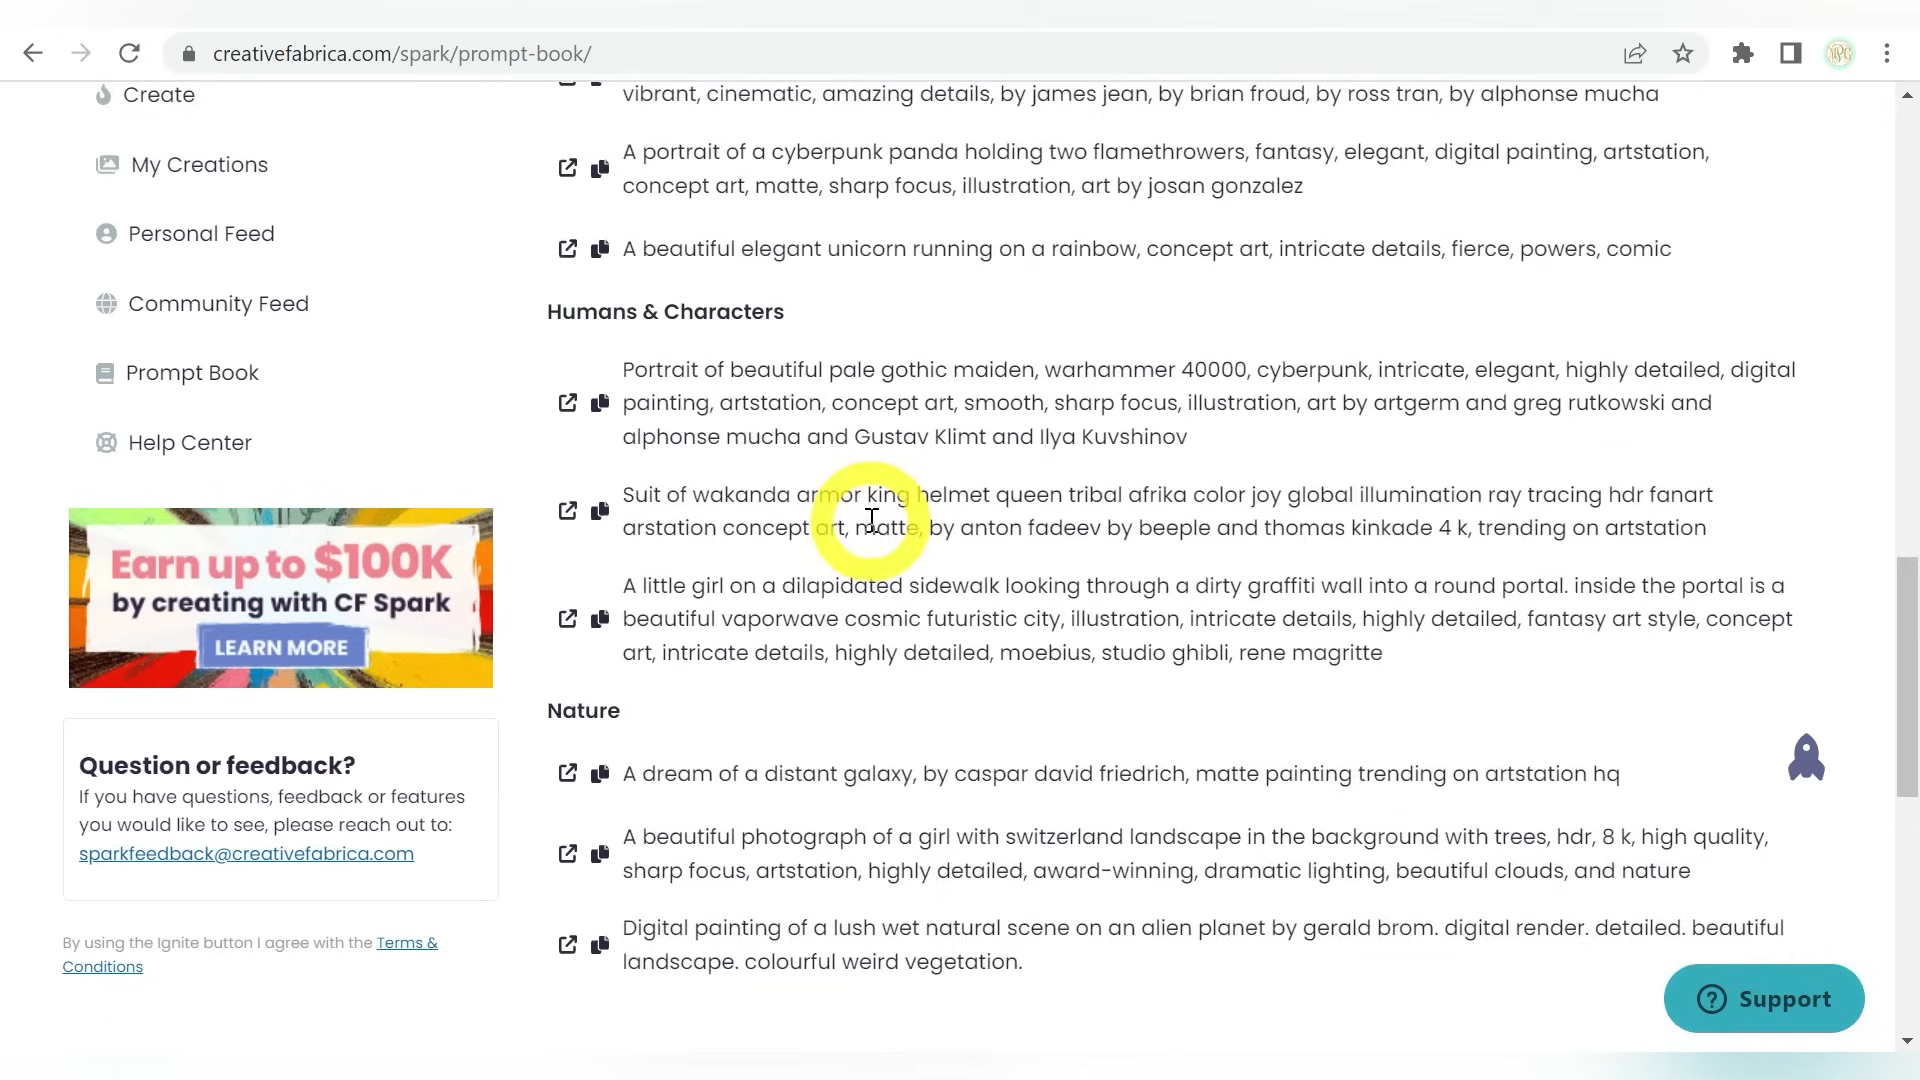 creativefabrica.com/spark/prompt-book/
Create
My Creations
Personal Feed
Community Feed
Prompt Book
Help Center
Earn up to $100K
by creating with CF Spark
LEARN MORE
Question or feedback?
If you have questions, feedback or features
you would like to see, please reach out to:
sparkfeedback@creativefabrica.com
By using the Ignite button I agree with the Terms &
Conditions
vibrant, cinematic, amazing details, by james jean, by brian froud, by ross tran, by alphonse mucha
A portrait of a cyberpunk panda holding two flamethrowers, fantasy, elegant, digital painting, artstation,
concept art, matte, sharp focus, illustration, art by josan gonzalez
A beautiful elegant unicorn running on a rainbow, concept art, intricate details, fierce, powers, comic
Humans & Characters
Portrait of beautiful pale gothic maiden, warhammer 40000, cyberpunk, intricate, elegant, highly detailed, digital
painting, artstation, concept art, smooth, sharp focus, illustration, art by artgerm and greg rutkowski and
alphonse mucha and Gustav Klimt and Ilya Kuvshinov
Suit of wakanda armor king helmet queen tribal afrika color joy global illumination ray tracing hdr fanart
arstation concept art, matte, by anton fadeev by beeple and thomas kinkade 4 k, trending on artstation
A little girl on a dilapidated sidewalk looking through a dirty graffiti wall into a round portal. inside the portal is a
beautiful vaporwave cosmic futuristic city, illustration, intricate details, highly detailed, fantasy art style, concept
art, intricate details, highly detailed, moebius, studio ghibli, rene magritte
Nature
A dream of a distant galaxy, by caspar david friedrich, matte painting trending on artstation hq
A beautiful photograph of a girl with switzerland landscape in the background with trees, hdr, 8 k, high quality,
sharp focus, artstation, highly detailed, award-winning, dramatic lighting, beautiful clouds, and nature
Digital painting of a lush wet natural scene on an alien planet by gerald brom. digital render. detailed. beautiful
landscape. colourful weird vegetation.
Support